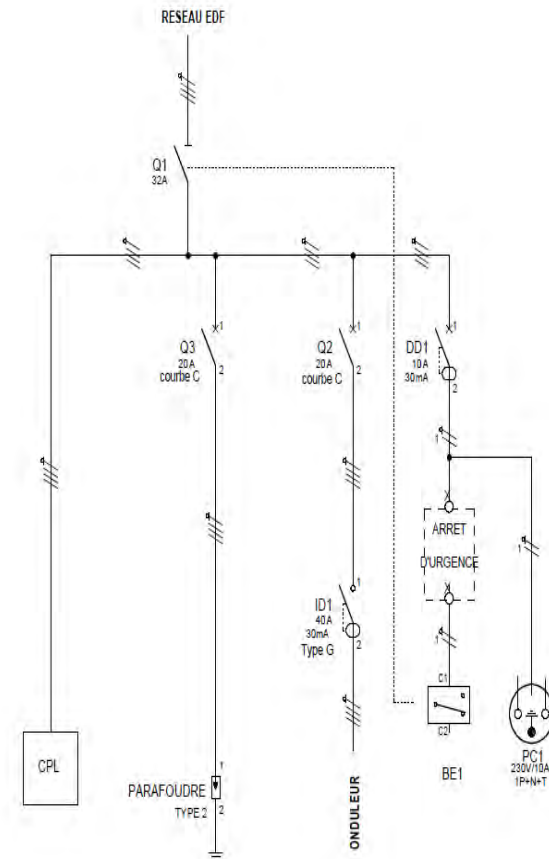 RESEAU EDF
Q1
32A
1
Q3
20A
courbe C
2
1
Q2
20A
courbe C
2
1
DD1
10A
30mA
2
1
X
ARRET
D'URGENCE
X
1
1
1
ID1
40A
30mA
Type G
2
C1
C2
BE1
PC1
230V/10A
1P+N+T
CPL
PARAFOUDRE
TYPE 2
1
2
ONDULEUR